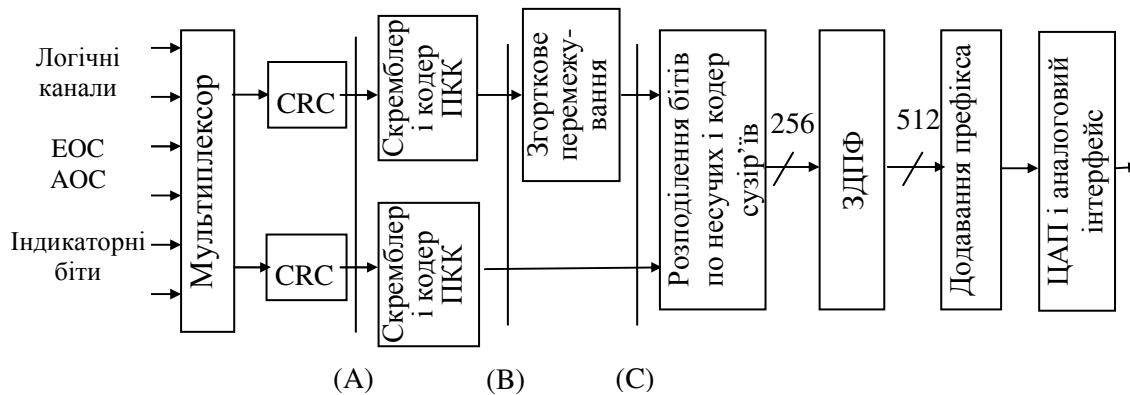 Логічні
канали
EOC
AOC
Індикаторні
біти
Мультиплексор
CRC
CRC
Скремблер
і кодер
ПКК
Скремблер
і кодер
ПКК
Згорткове
перемежу-
вання
Розподілення бітів
по несучих і кодер
сузір’їв
256
ЗДПФ
512
Додавання префікса
ЦАП і аналоговий
інтерфейс
(A)
(B)
(C)